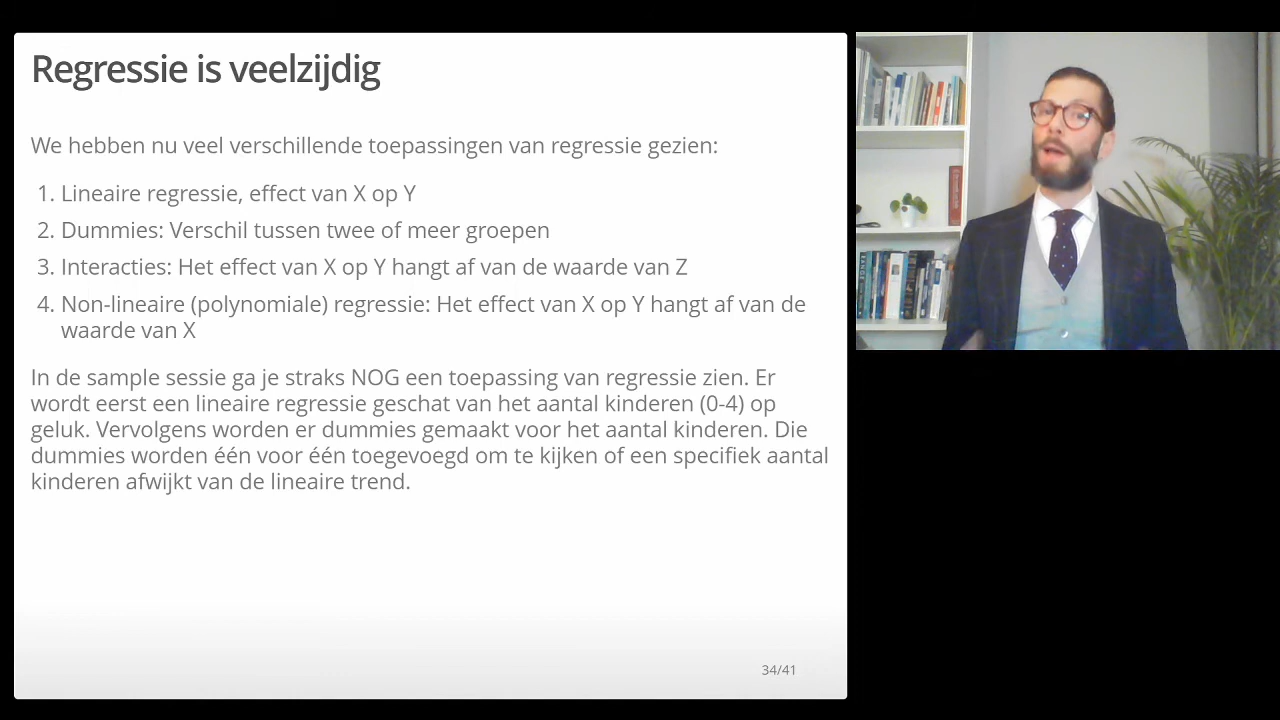 Regressie is veelzijdig
We hebben nu veel verschillende toepassingen van regressie gezien:
1. Lineaire regressie, effect van X op Y
2. Dummies: Verschil tussen twee of meer groepen
3. Interacties: Het effect van X op Y hangt af van de waarde van Z
4. Non-lineaire (polynomiale) regressie: Het effect van X op Y hangt af van de
waarde van X
In de sample sessie ga je straks NOG een toepassing van regressie zien. Er
wordt eerst een lineaire regressie geschat van het aantal kinderen (0-4) op
geluk. Vervolgens worden er dummies gemaakt voor het aantal kinderen. Die
dummies worden één voor één toegevoegd om te kijken of een specifiek aantal
kinderen afwijkt van de lineaire trend.
34/41